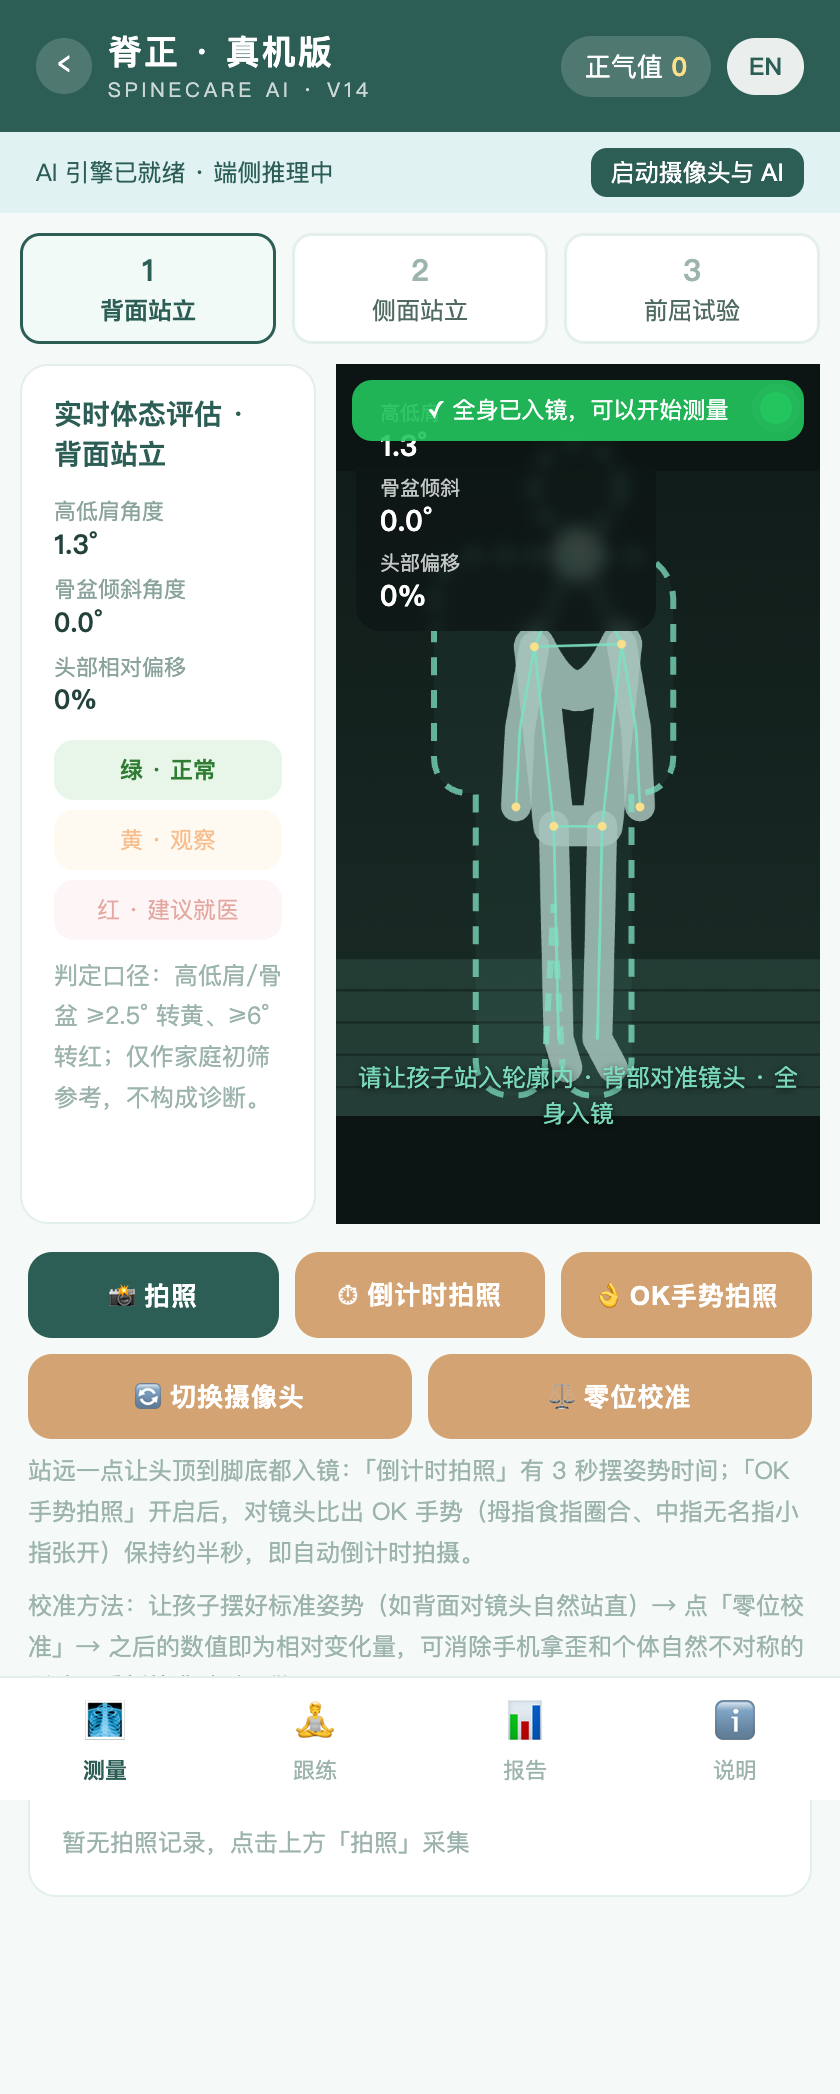 脊正 · 真机版
SPINECARE AI · V14
正气值 0
EN
AI 引擎已就绪 · 端侧推理中
启动摄像头与 AI
1
背面站立
2
侧面站立
3
前屈试验
实时体态评估 ·
背面站立
高低肩角度
1.3°
骨盆倾斜角度
0.0°
头部相对偏移
0%
绿 · 正常
黄 · 观察
红 · 建议就医
判定口径：高低肩/骨
盆 ≥2.5° 转黄、≥6°
转红；仅作家庭初筛
参考，不构成诊断。
高低肩
✓ 全身已入镜，可以开始测量
1.3°
骨盆倾斜
0.0°
头部偏移
0%
请让孩子站入轮廓内 · 背部对准镜头 · 全
身入镜
📸 拍照
⏱ 倒计时拍照
👌 OK手势拍照
🔄 切换摄像头
⚖️ 零位校准
站远一点让头顶到脚底都入镜：「倒计时拍照」有 3 秒摆姿势时间；「OK
手势拍照」开启后，对镜头比出 OK 手势（拇指食指圈合、中指无名指小
指张开）保持约半秒，即自动倒计时拍摄。
校准方法：让孩子摆好标准姿势（如背面对镜头自然站直）→ 点「零位校
准」→ 之后的数值即为相对变化量，可消除手机拿歪和个体自然不对称的
测量
跟练
报告
说明
暂无拍照记录，点击上方「拍照」采集